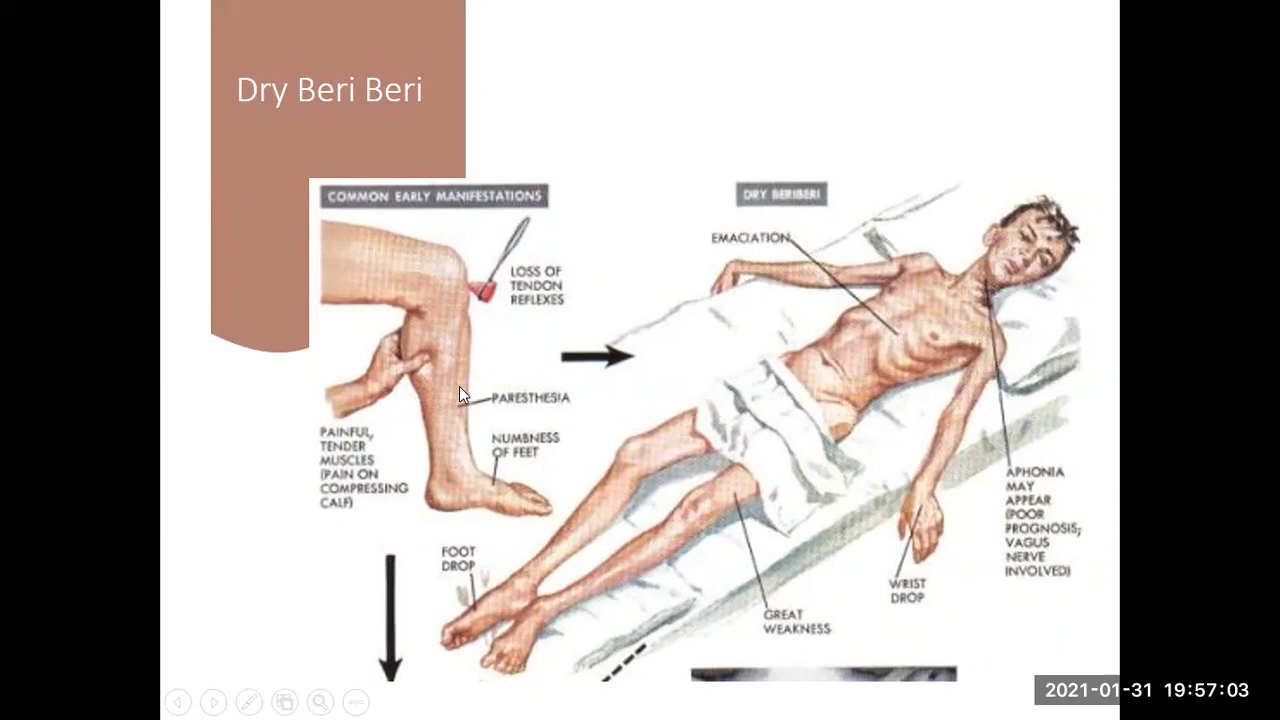 Dry Beri Beri
COMMON EARLY MANIFESTATIONS
LOSS OF
TENDON
REFLEXES
PARESTHESIA
NUMBNESS
OF FEET
PAINFUL,
TENDER
MUSCLES
(PAIN ON
COMPRESSING
CALF)
DRY BERIBERI
EMACIATION
APHONIA
MAY
APPEAR
(POOR
PROGNOSIS;
VAGUS
NERVE
INVOLVED)
FOOT
DROP
WRIST
DROP
GREAT
WEAKNESS
2021-01-31 19:57:03